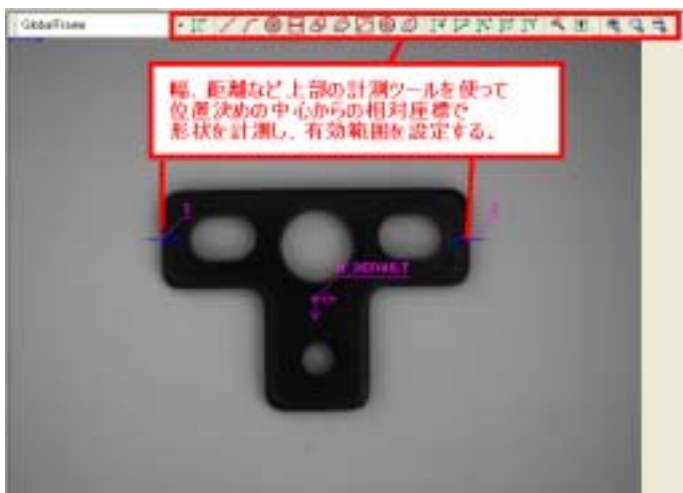 GlobalFrame
幅、距離など上部の計測ツールを使って
位置決めの中心からの相対座標で
形状を計測し、有効範囲を設定する。